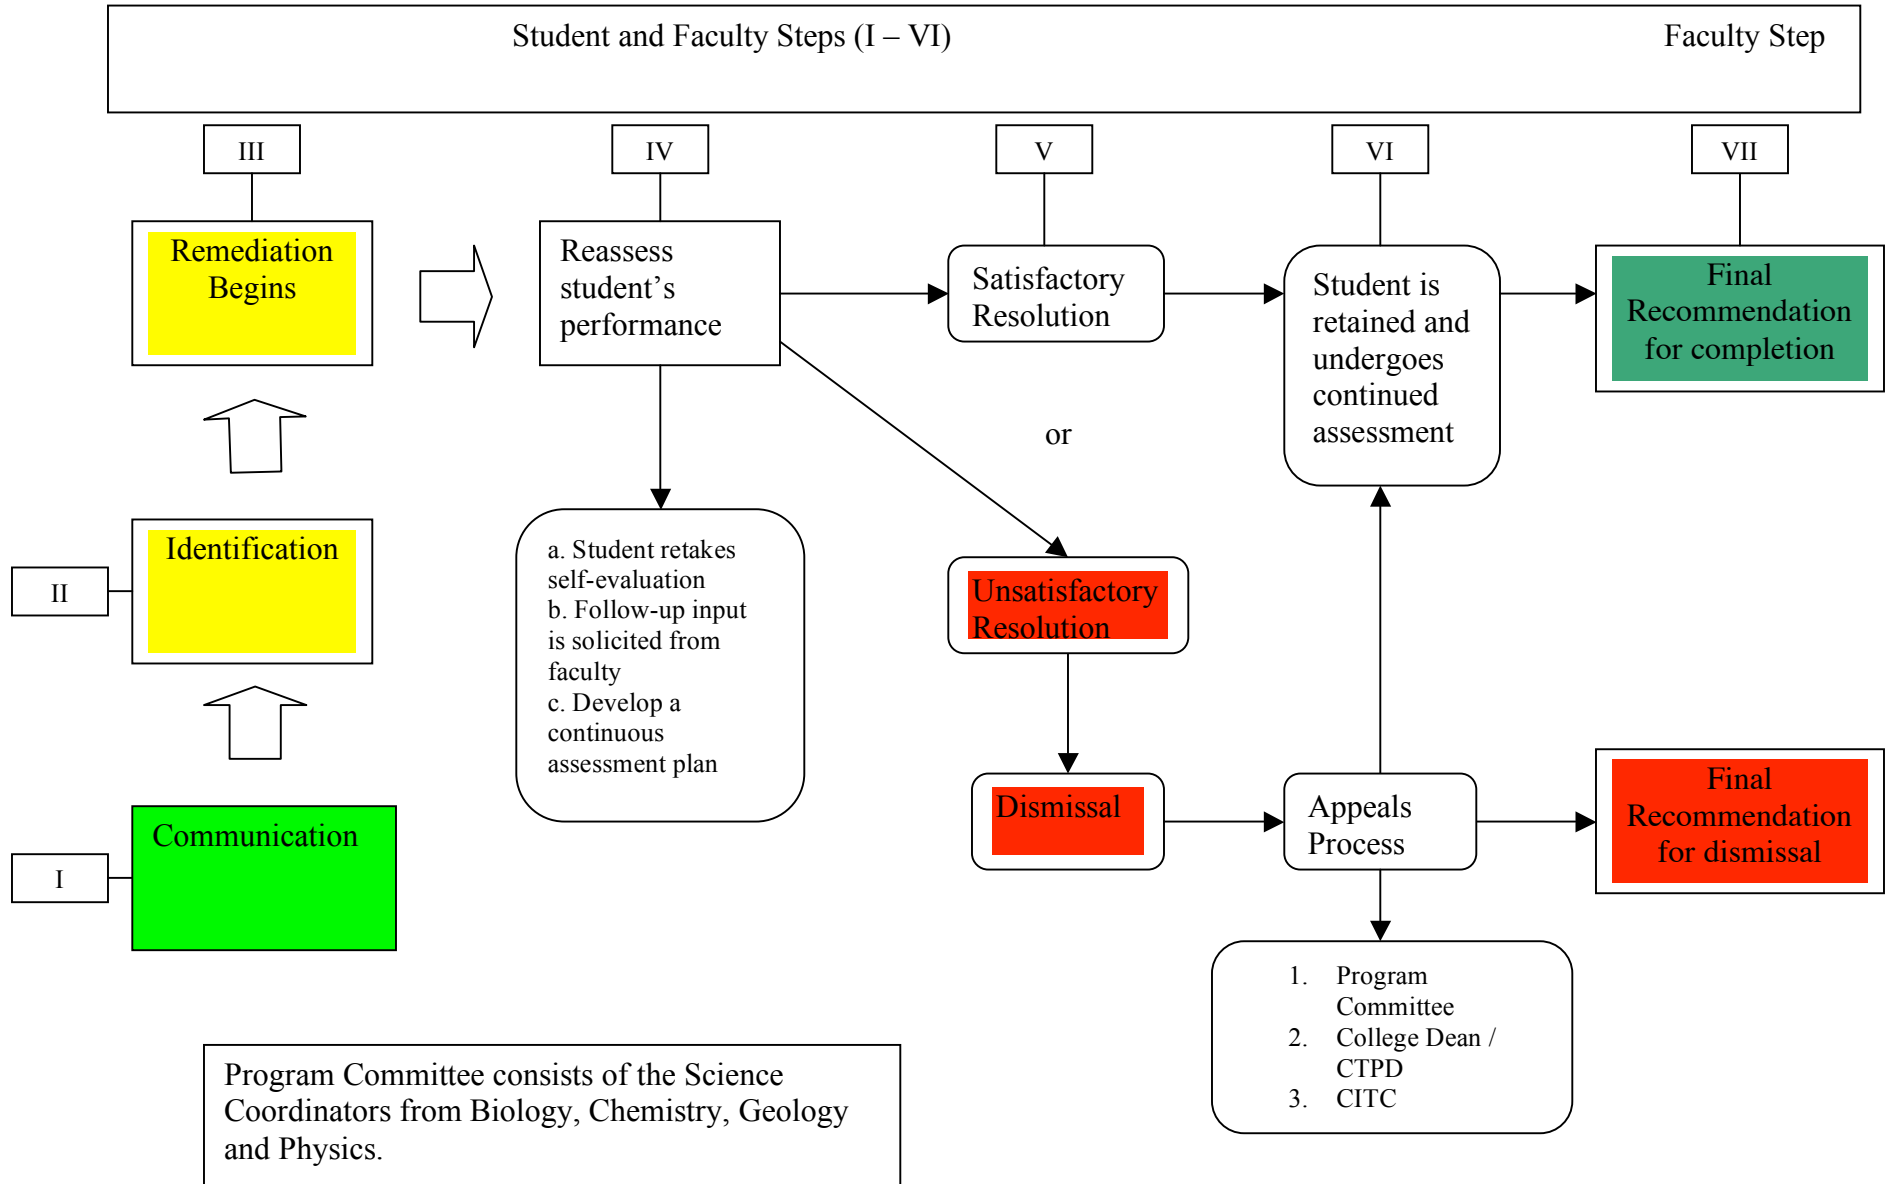 Student and Faculty Steps (I – VI)
Faculty Step
III
IV
V
VI
VII
Remediation
Begins
Reassess
student’s
performance
Satisfactory
Resolution
Student is
retained and
undergoes
continued
assessment
Final
Recommendation
for completion
or
II
Identification
a. Student retakes
self-evaluation
b. Follow-up input
is solicited from
faculty
c. Develop a
continuous
assessment plan
Unsatisfactory
Resolution
I
Communication
Dismissal
Appeals
Process
Final
Recommendation
for dismissal
1. Program
Committee
2. College Dean /
CTPD
3. CITC
Program Committee consists of the Science
Coordinators from Biology, Chemistry, Geology
and Physics.